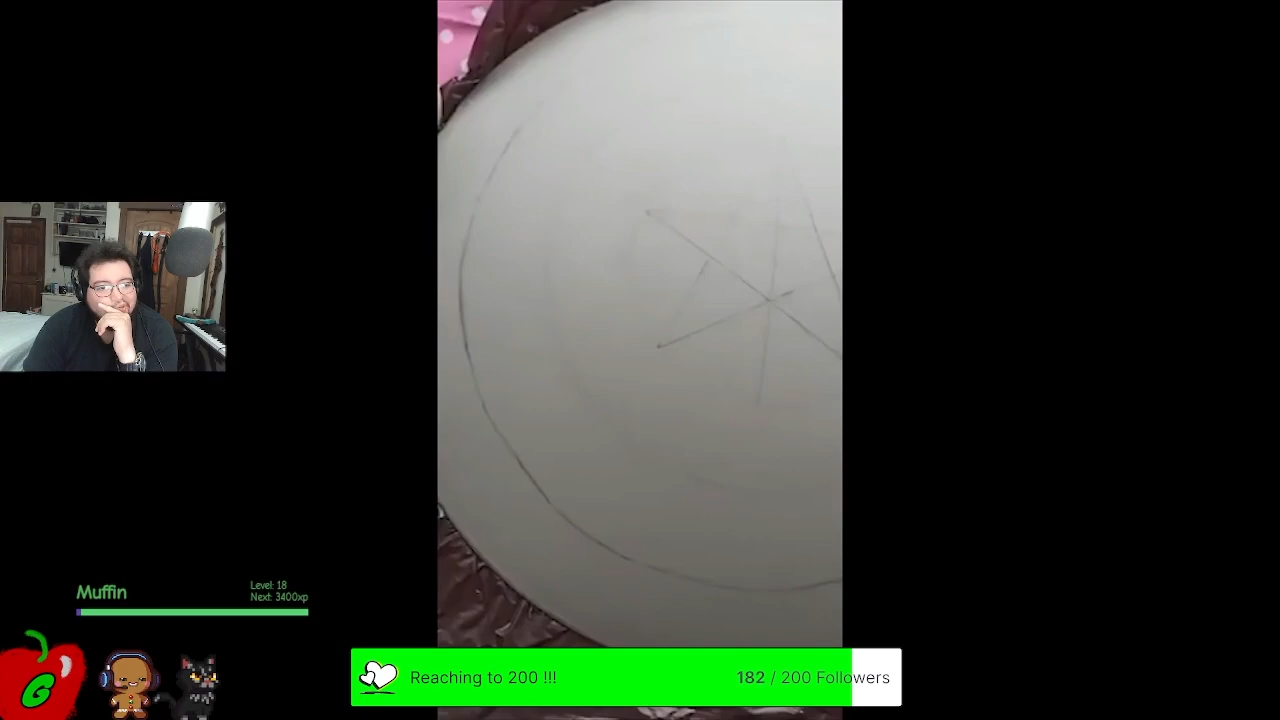 Muffin
Level: 18
Next: 3400xp
G
Reaching to 200 !!!
182 / 200 Followers